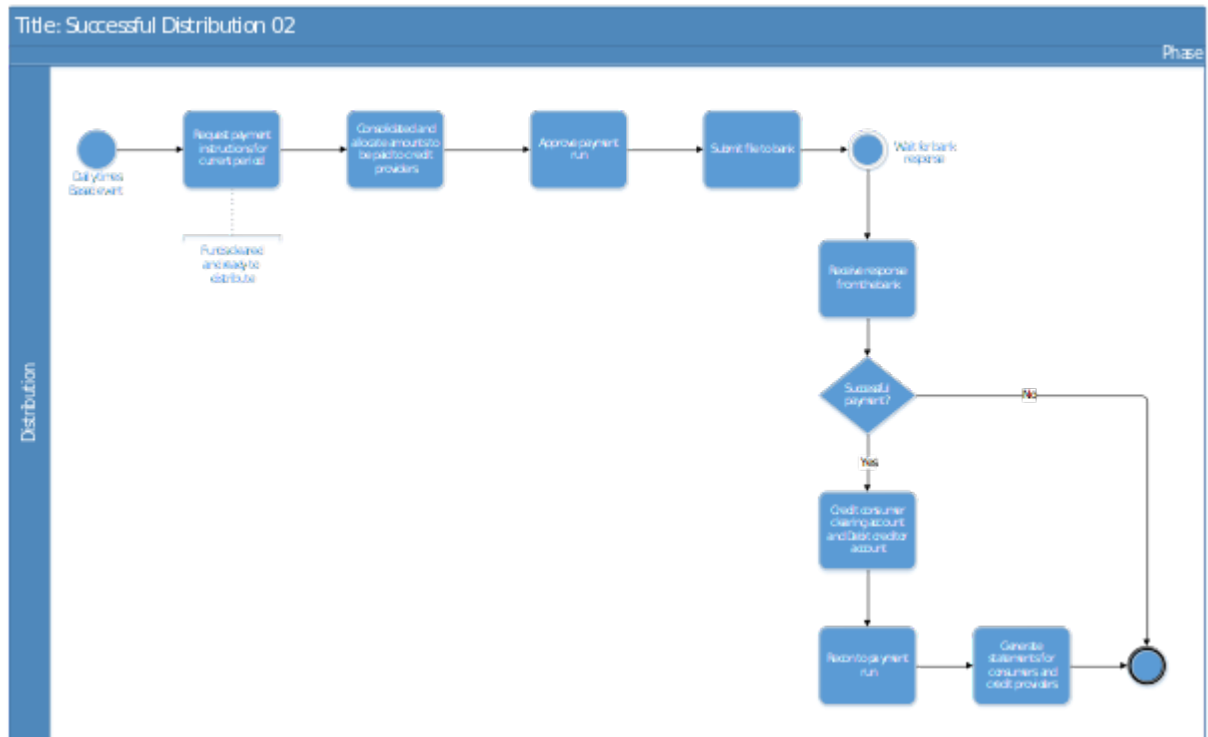 Title: Successful Distribution 02
Phase
Distribution
Daily times
Based event
Request payment
instructions for
current period
Consolidated and
allocate amounts to
be paid to credit
providers
Approve payment
run
Submit file to bank
Wait for bank
response
Funds cleared
and ready to
distribute
Receive response
from the bank
Successful
payment?
No
Yes
Credit consumer
clearing account
and Debit creditor
account
Recon to payment
run
Generate
statements for
consumers and
credit providers